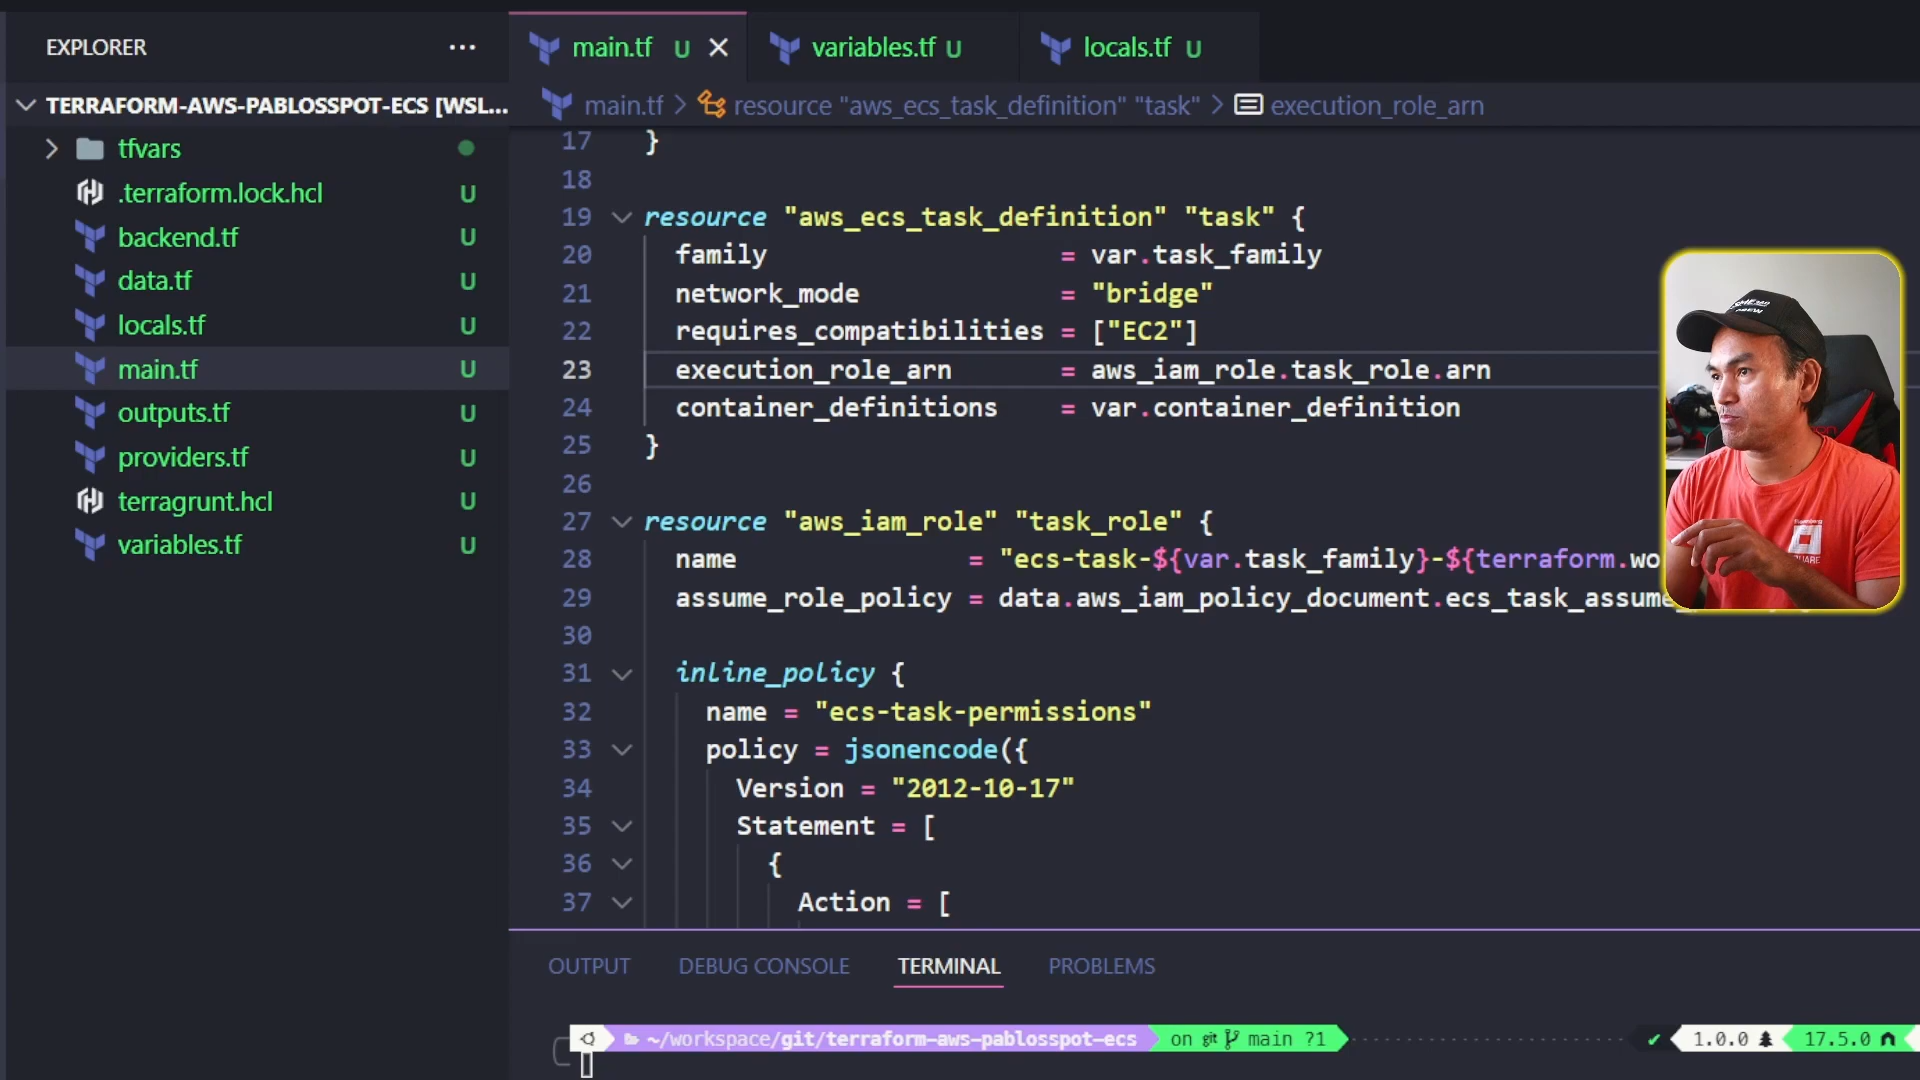 EXPLORER
···
TERRAFORM-AWS-PABLOSSPOT-ECS [WSL...
tfvars
.terraform.lock.hcl U
backend.tf U
data.tf U
locals.tf U
main.tf U
outputs.tf U
providers.tf U
terragrunt.hcl U
variables.tf U
main.tf U
variables.tf U
locals.tf U
main.tf > resource "aws_ecs_task_definition" "task" > execution_role_arn
17 }
18
19 resource "aws_ecs_task_definition" "task" {
20 family = var.task_family
21 network_mode = "bridge"
22 requires_compatibilities = ["EC2"]
23 execution_role_arn = aws_iam_role.task_role.arn
24 container_definitions = var.container_definition
25 }
26
27 resource "aws_iam_role" "task_role" {
28 name = "ecs-task-${var.task_family}-${terraform.wo
29 assume_role_policy = data.aws_iam_policy_document.ecs_task_assume_
30
31 inline_policy {
32 name = "ecs-task-permissions"
33 policy = jsonencode({
34 Version = "2012-10-17"
35 Statement = [
36 {
37 Action = [
OUTPUT DEBUG CONSOLE TERMINAL PROBLEMS
~/workspace/git/terraform-aws-pablosspot-ecs on git main ?1 ✔ 1.0.0 17.5.0